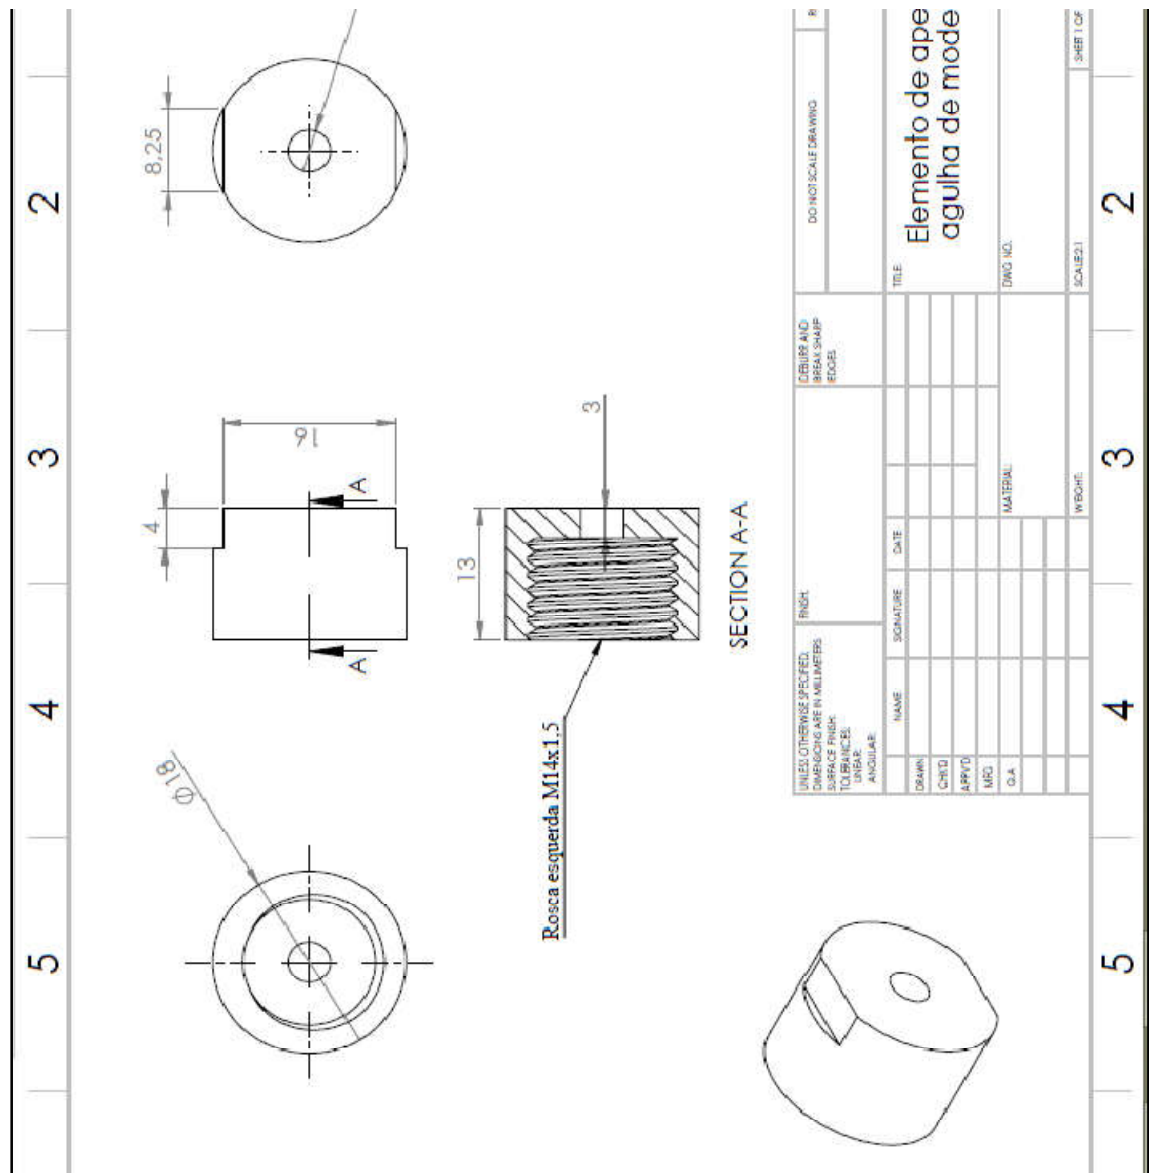 2
3
4
5
8,25
16
4
A
A
3
13
SECTION A-A
Φ18
Rosca esquerda M14x1,5
UNLESS OTHERWISE SPECIFIED:
DIMENSIONS ARE IN MILLIMETERS
SURFACE FINISH:
TOLERANCES:
LINEAR:
ANGULAR:
FINISH:
DEBURR AND
BREAK SHARP
EDGES
DO NOT SCALE DRAWING
R
NAME
SIGNATURE
DATE
TITLE:
DRAWN
CHK'D
APPV'D
MFG
Q.A
Elemento de ape
agulha de mode
MATERIAL:
DWG NO.
WEIGHT:
SCALE:2:1
SHEET 1 OF
2
3
4
5